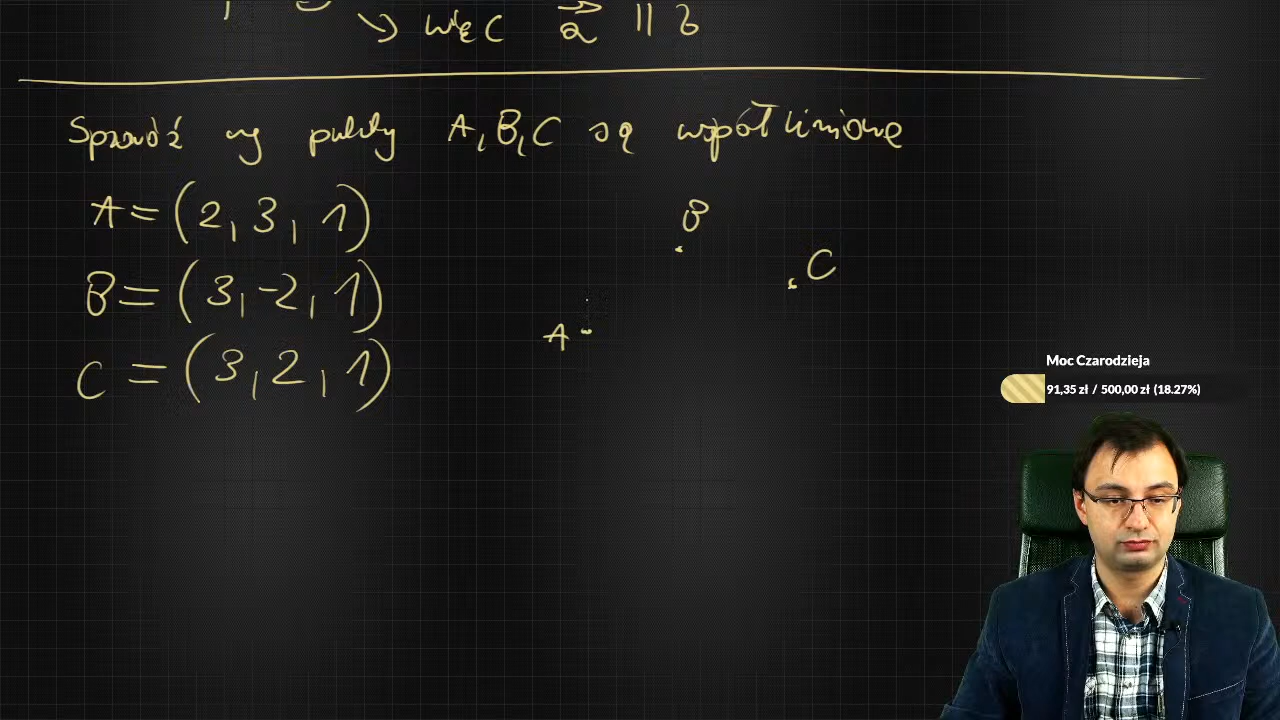 → więc a⃗ || b
Sprawdź czy punkty A, B, C są współliniowe
A = (2, 3, 1)
B = (3, -2, 1)
C = (3, 2, 1)
B
C
A
Moc Czarodzieja
91,35 zł / 500,00 zł (18.27%)